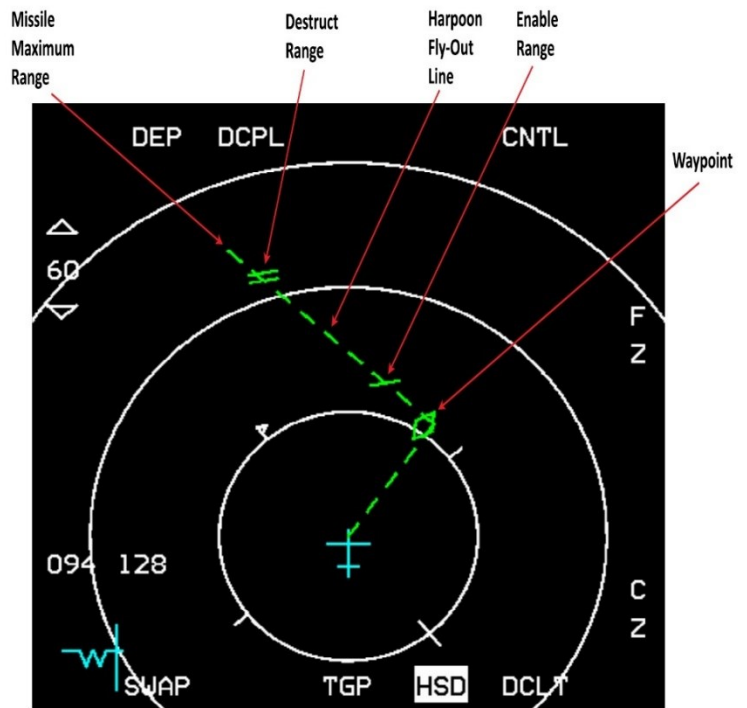 Missile
Maximum
Range
Destruct
Range
Harpoon
Fly-Out
Line
Enable
Range
Waypoint
DEP DCPL CNTL
60
F
Z
A
094 128
C
Z
SWAP TGP HSD DCLT